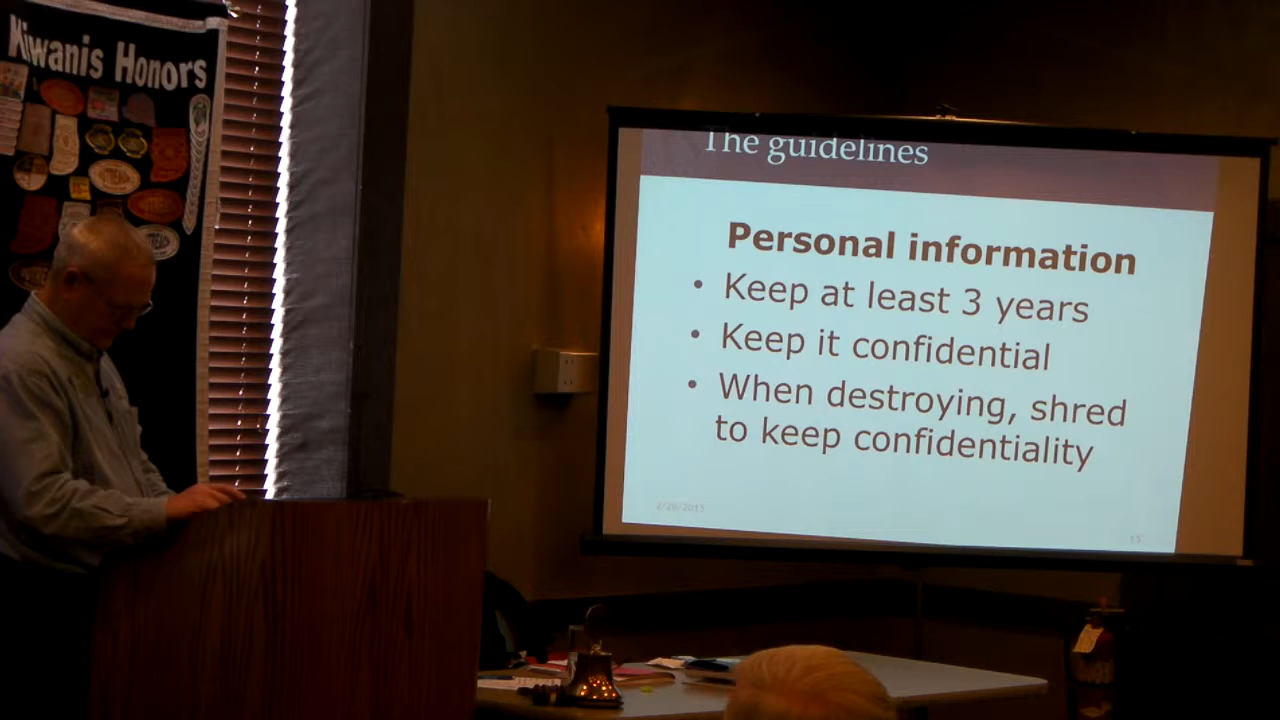 Kiwanis Honors
The guidelines
Personal information
• Keep at least 3 years
• Keep it confidential
• When destroying, shred
to keep confidentiality
15